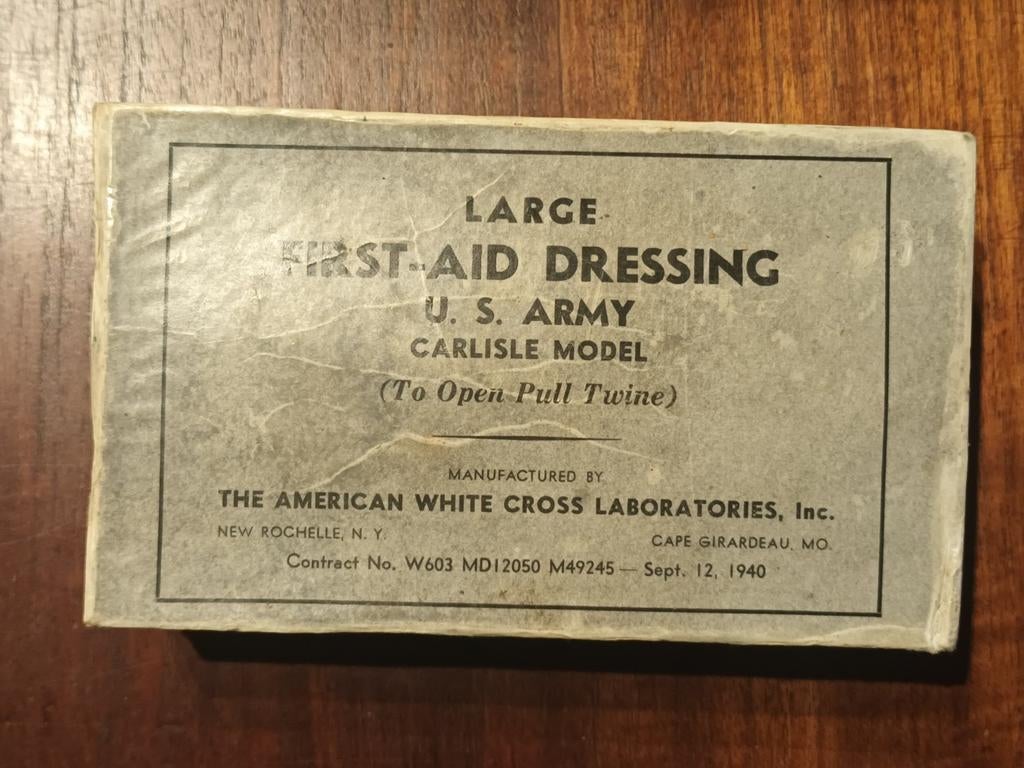 LARGE
FIRST-AID DRESSING
U. S. ARMY
CARLISLE MODEL
(To Open Pull Twine)
MANUFACTURED BY
THE AMERICAN WHITE CROSS LABORATORIES, Inc.
NEW ROCHELLE, N. Y. CAPE GIRARDEAU, MO.
Contract No. W603 MD12050 M49245 — Sept. 12, 1940